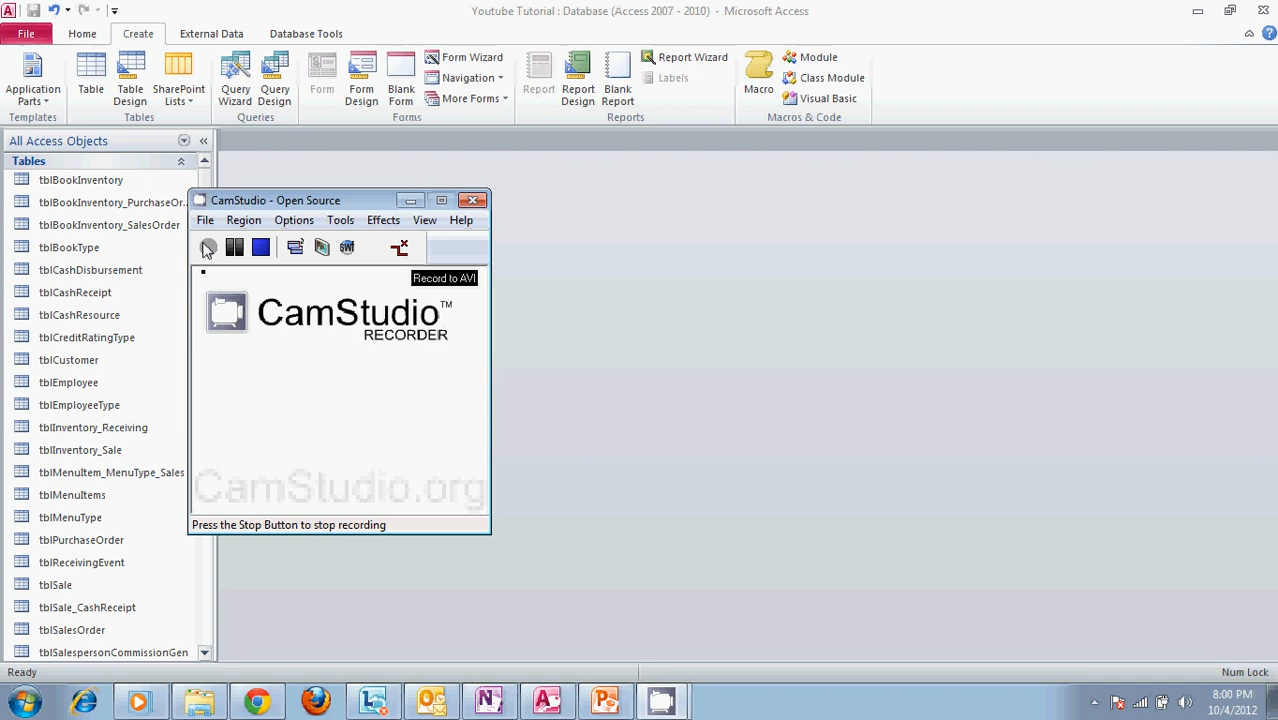 Youtube Tutorial : Database (Access 2007 - 2010) - Microsoft Access
File Home Create External Data Database Tools
Application Parts
Table
Table Design
SharePoint Lists
Query Wizard
Query Design
Form
Form Design
Blank Form
Form Wizard
Navigation
More Forms
Report
Report Design
Blank Report
Report Wizard
Labels
Macro
Module
Class Module
Visual Basic
Templates Tables Queries Forms Reports Macros & Code
All Access Objects
Tables
tblBookInventory
tblBookInventory_PurchaseOr...
tblBookInventory_SalesOrder
tblBookType
tblCashDisbursement
tblCashReceipt
tblCashResource
tblCreditRatingType
tblCustomer
tblEmployee
tblEmployeeType
tblInventory_Receiving
tblInventory_Sale
tblMenuItem_MenuType_Sales
tblMenuItems
tblMenuType
tblPurchaseOrder
tblReceivingEvent
tblSale
tblSale_CashReceipt
tblSalesOrder
tblSalespersonCommissionGen
CamStudio - Open Source
File Region Options Tools Effects View Help
SWF
Record to AVI
CamStudio™
RECORDER
CamStudio.org
Press the Stop Button to stop recording
Ready
Num Lock
8:00 PM
10/4/2012